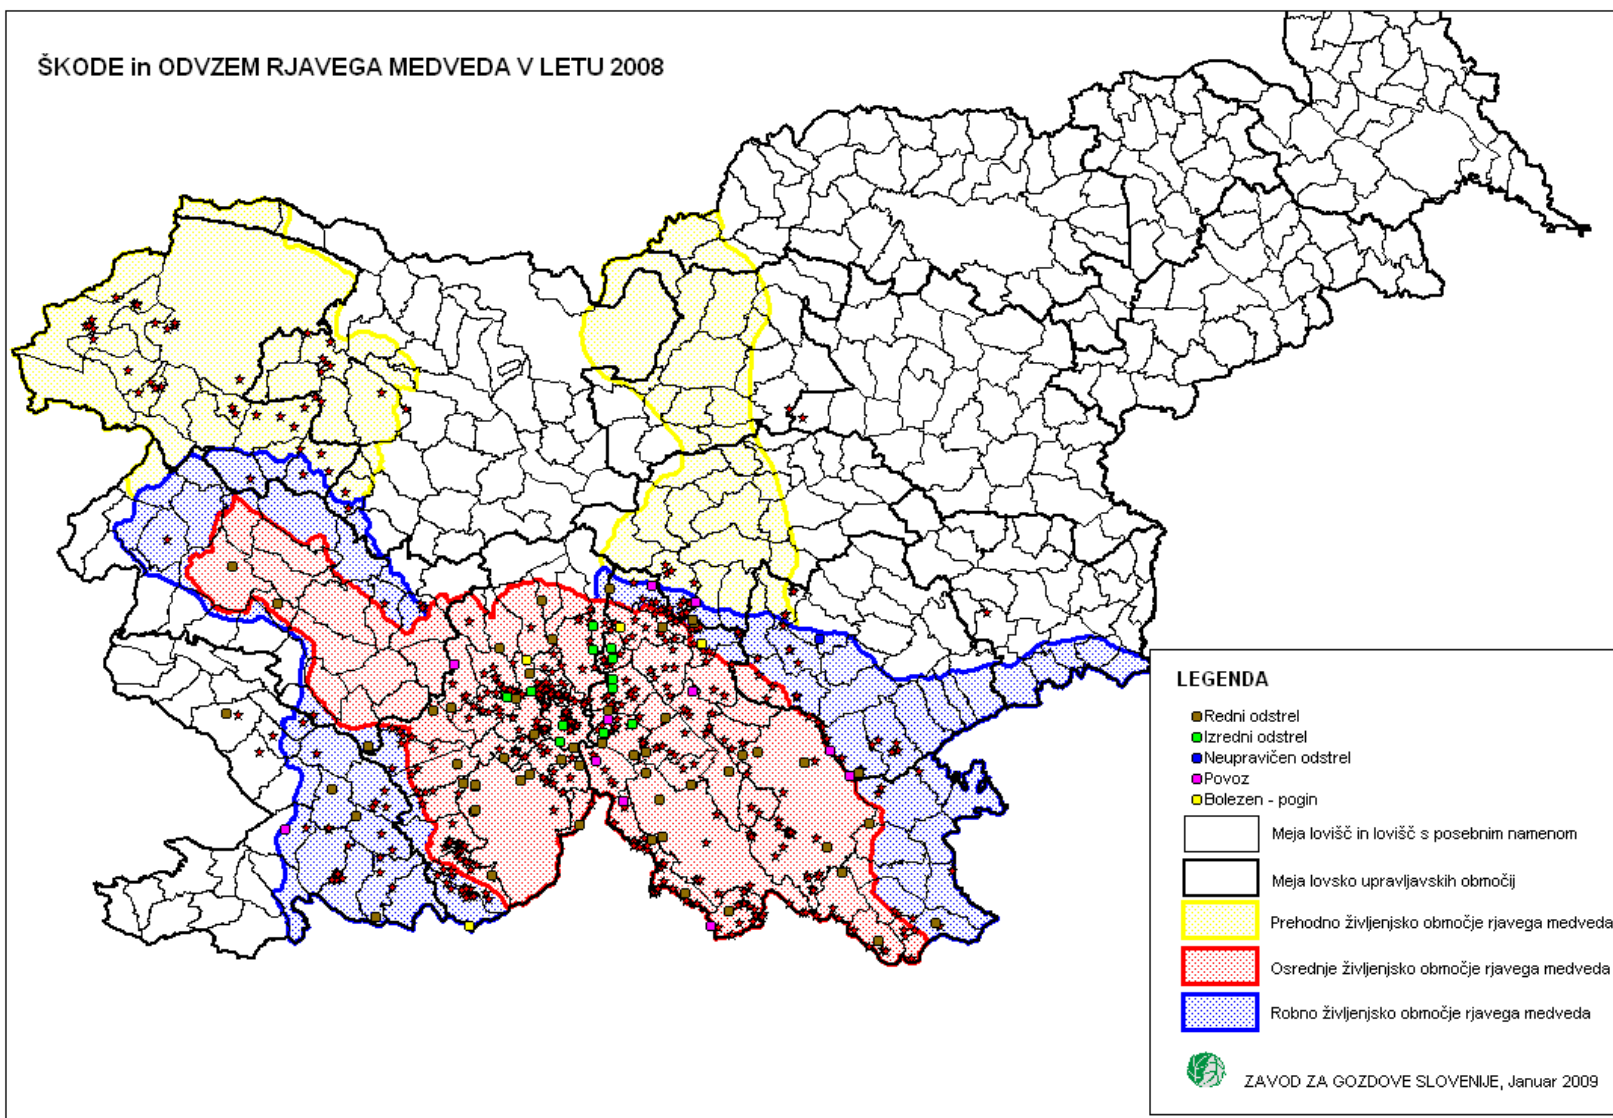 ŠKODE in ODVZEM RJAVEGA MEDVEDA V LETU 2008
LEGENDA
Redni odstrel
Izredni odstrel
Neupravičen odstrel
Povoz
Bolezen - pogin
Meja lovišč in lovišč s posebnim namenom
Meja lovsko upravljavskih območij
Prehodno življenjsko območje rjavega medveda
Osrednje življenjsko območje rjavega medveda
Robno življenjsko območje rjavega medveda
ZAVOD ZA GOZDOVE SLOVENIJE, Januar 2009